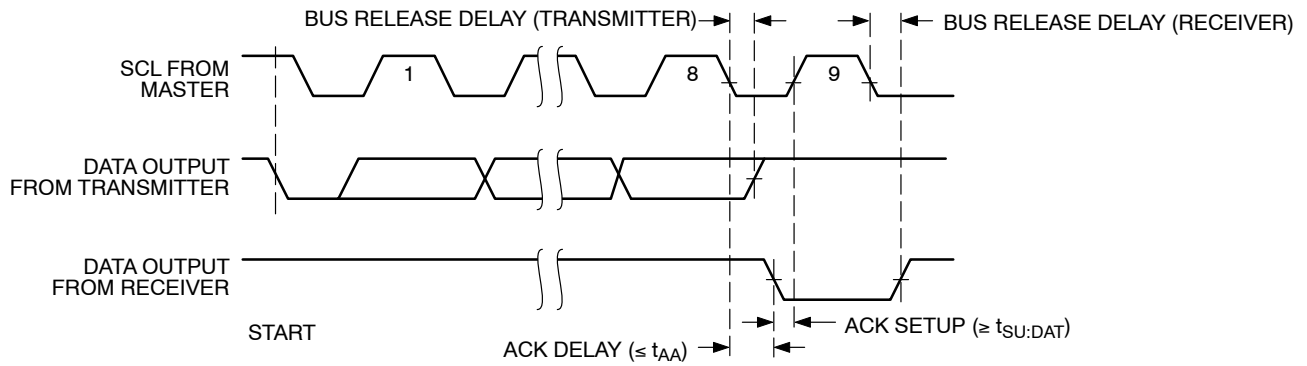 BUS RELEASE DELAY (TRANSMITTER)
BUS RELEASE DELAY (RECEIVER)
SCL FROM
MASTER
1
8
9
DATA OUTPUT
FROM TRANSMITTER
DATA OUTPUT
FROM RECEIVER
START
ACK SETUP (≥ tSU:DAT)
ACK DELAY (≤ tAA)